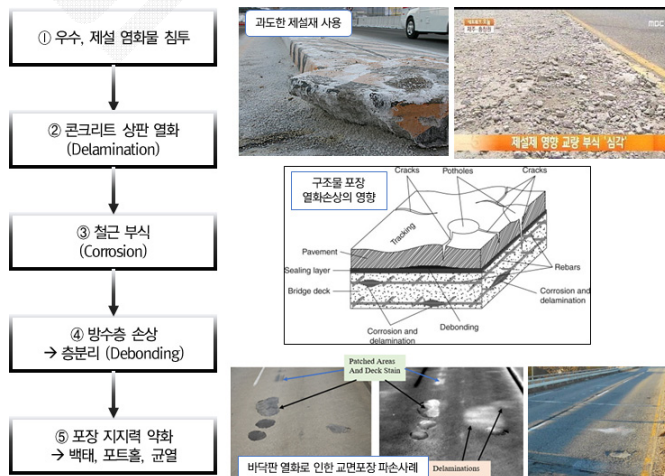 ① 우수, 제설 염화물 침투
② 콘크리트 상판 열화
(Delamination)
③ 철근 부식
(Corrosion)
④ 방수층 손상
→ 층분리 (Debonding)
⑤ 포장 지지력 약화
→ 백태, 포트홀, 균열
과도한 제설재 사용
MBC
제설제 영향 교량 부식 '심각'
구조물 포장
열화손상의 영향
Cracks
Potholes
Cracks
Tracking
Pavement
Sealing layer
Bridge deck
Rebars
Corrosion and
delamination
Corrosion and
delamination
Debonding
Patched Areas
And Deck Stain
Delaminations
바닥판 열화로 인한 교면포장 파손사례